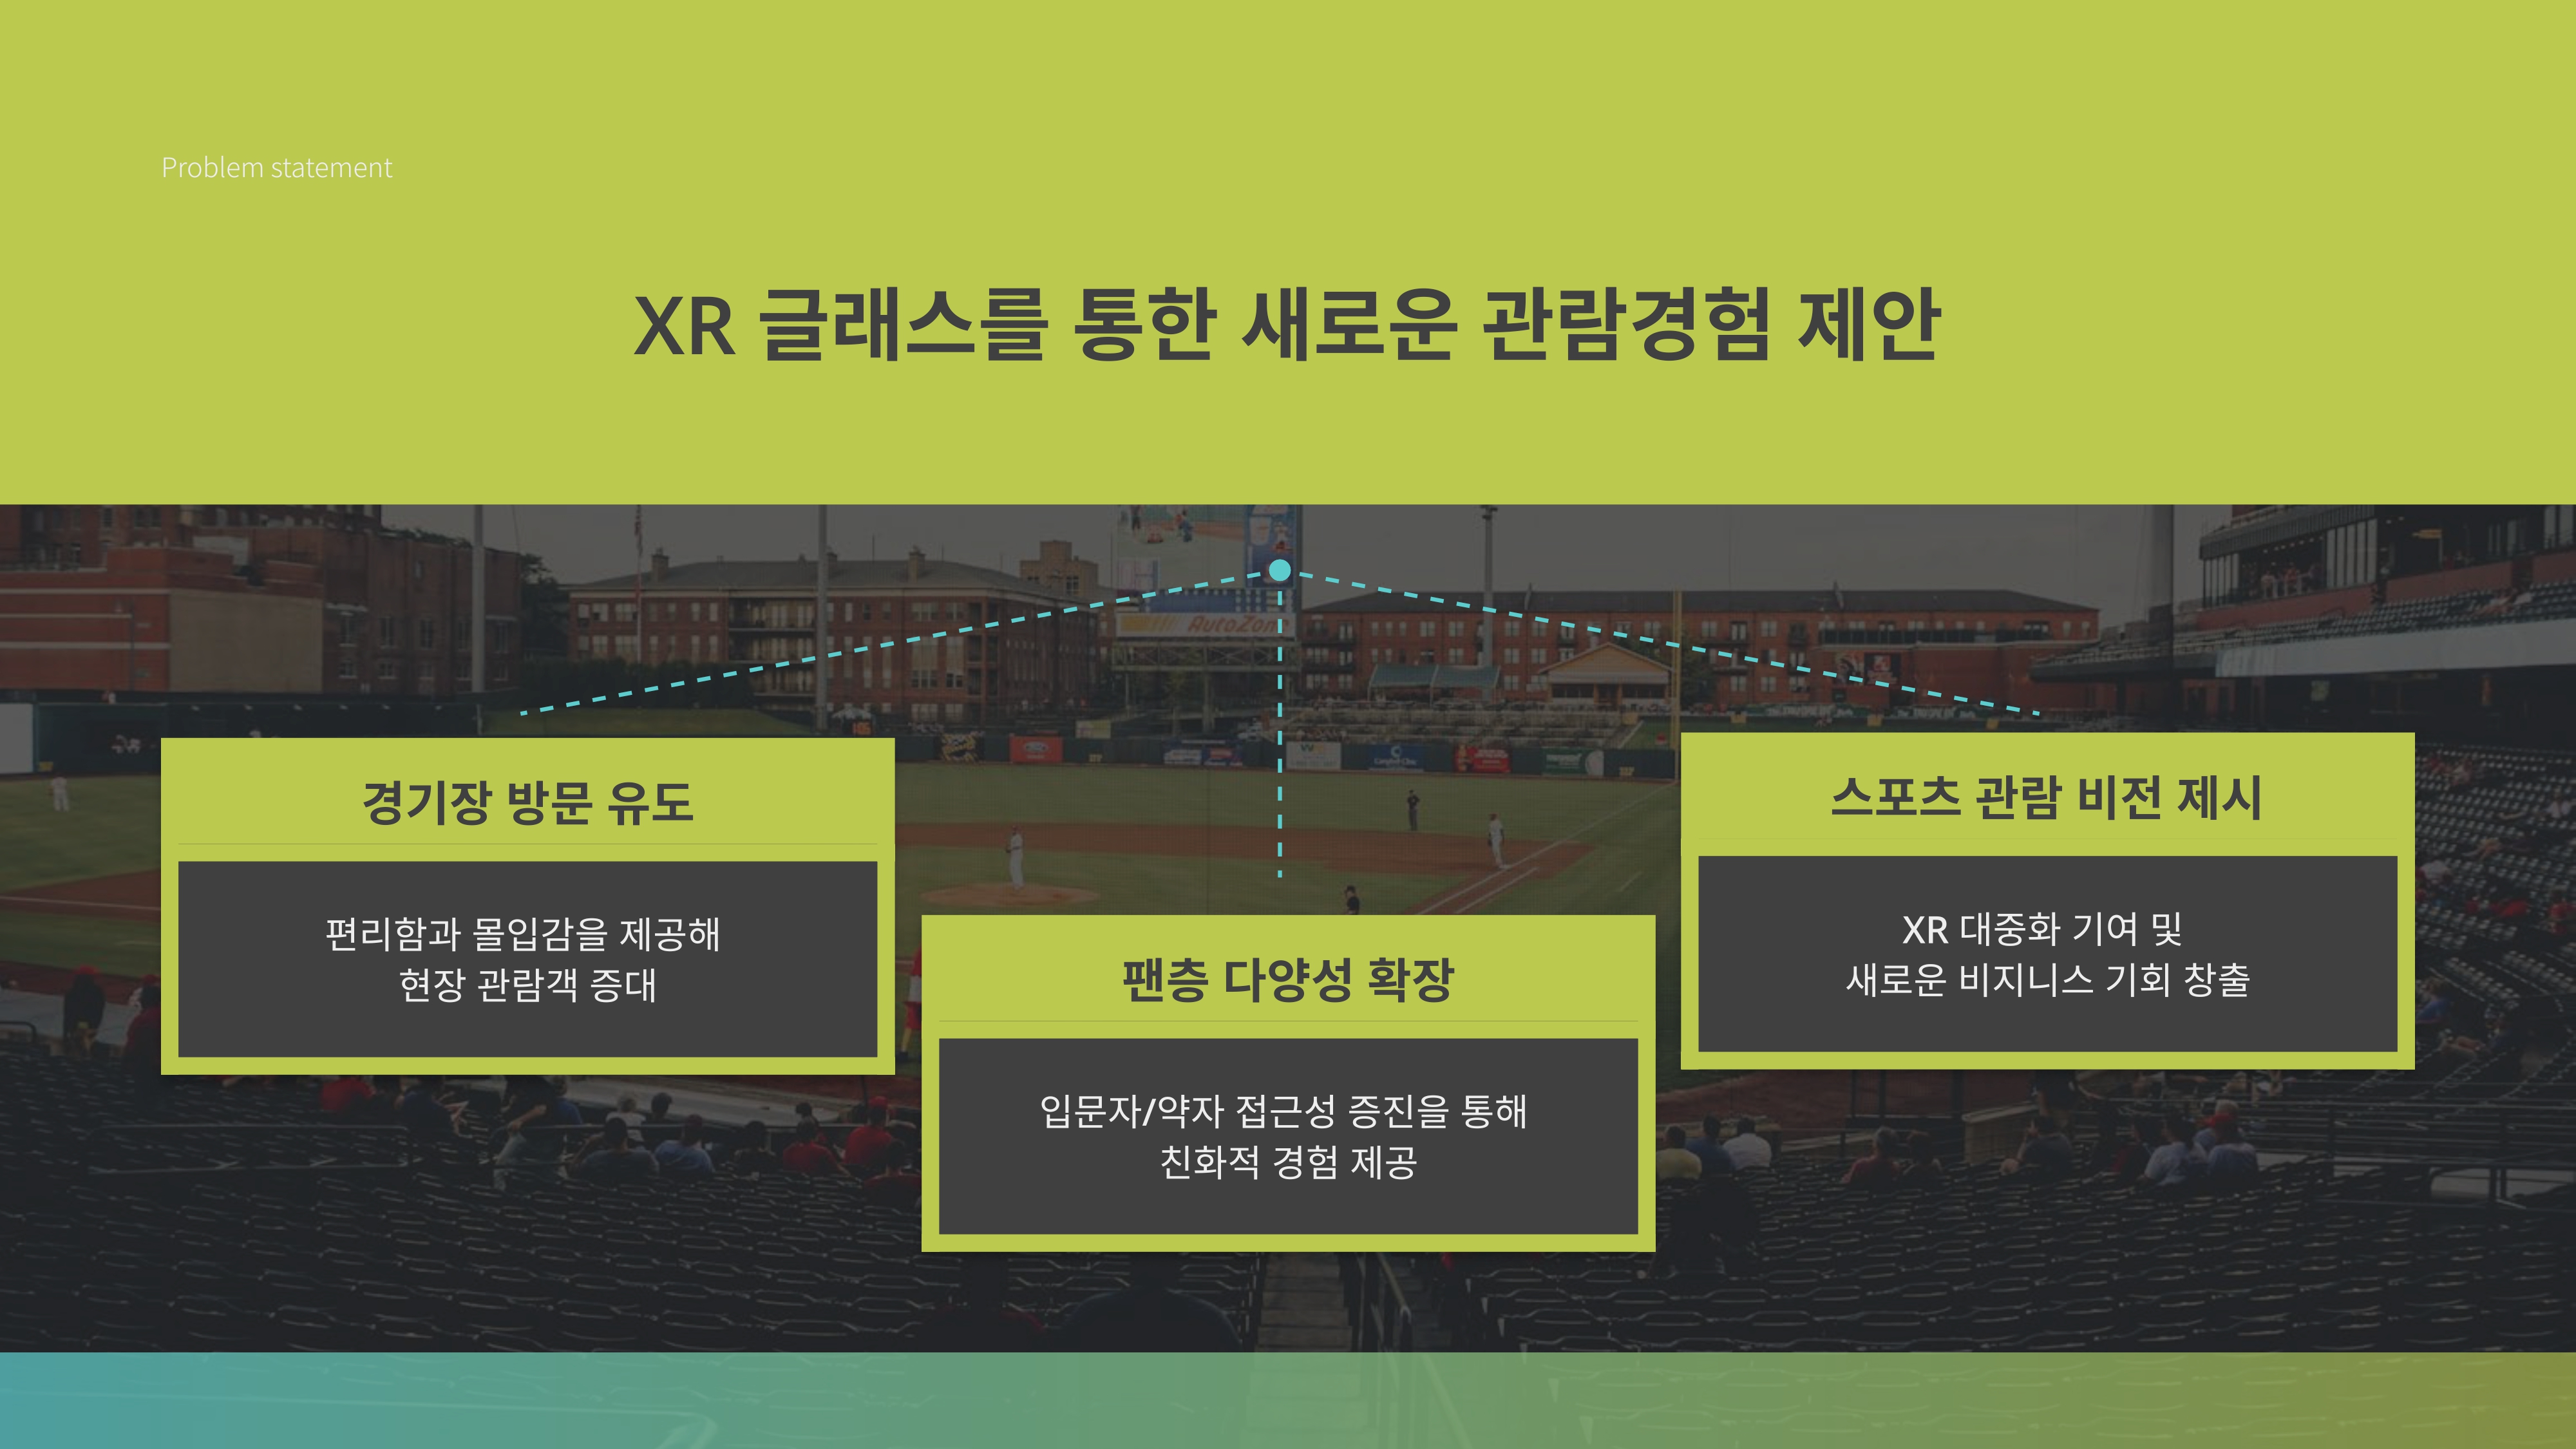 Problem statement
XR 글래스를 통한 새로운 관람경험 제안
AutoZone
경기장 방문 유도
편리함과 몰입감을 제공해
현장 관람객 증대
팬층 다양성 확장
입문자/약자 접근성 증진을 통해
친화적 경험 제공
스포츠 관람 비전 제시
XR 대중화 기여 및
새로운 비지니스 기회 창출